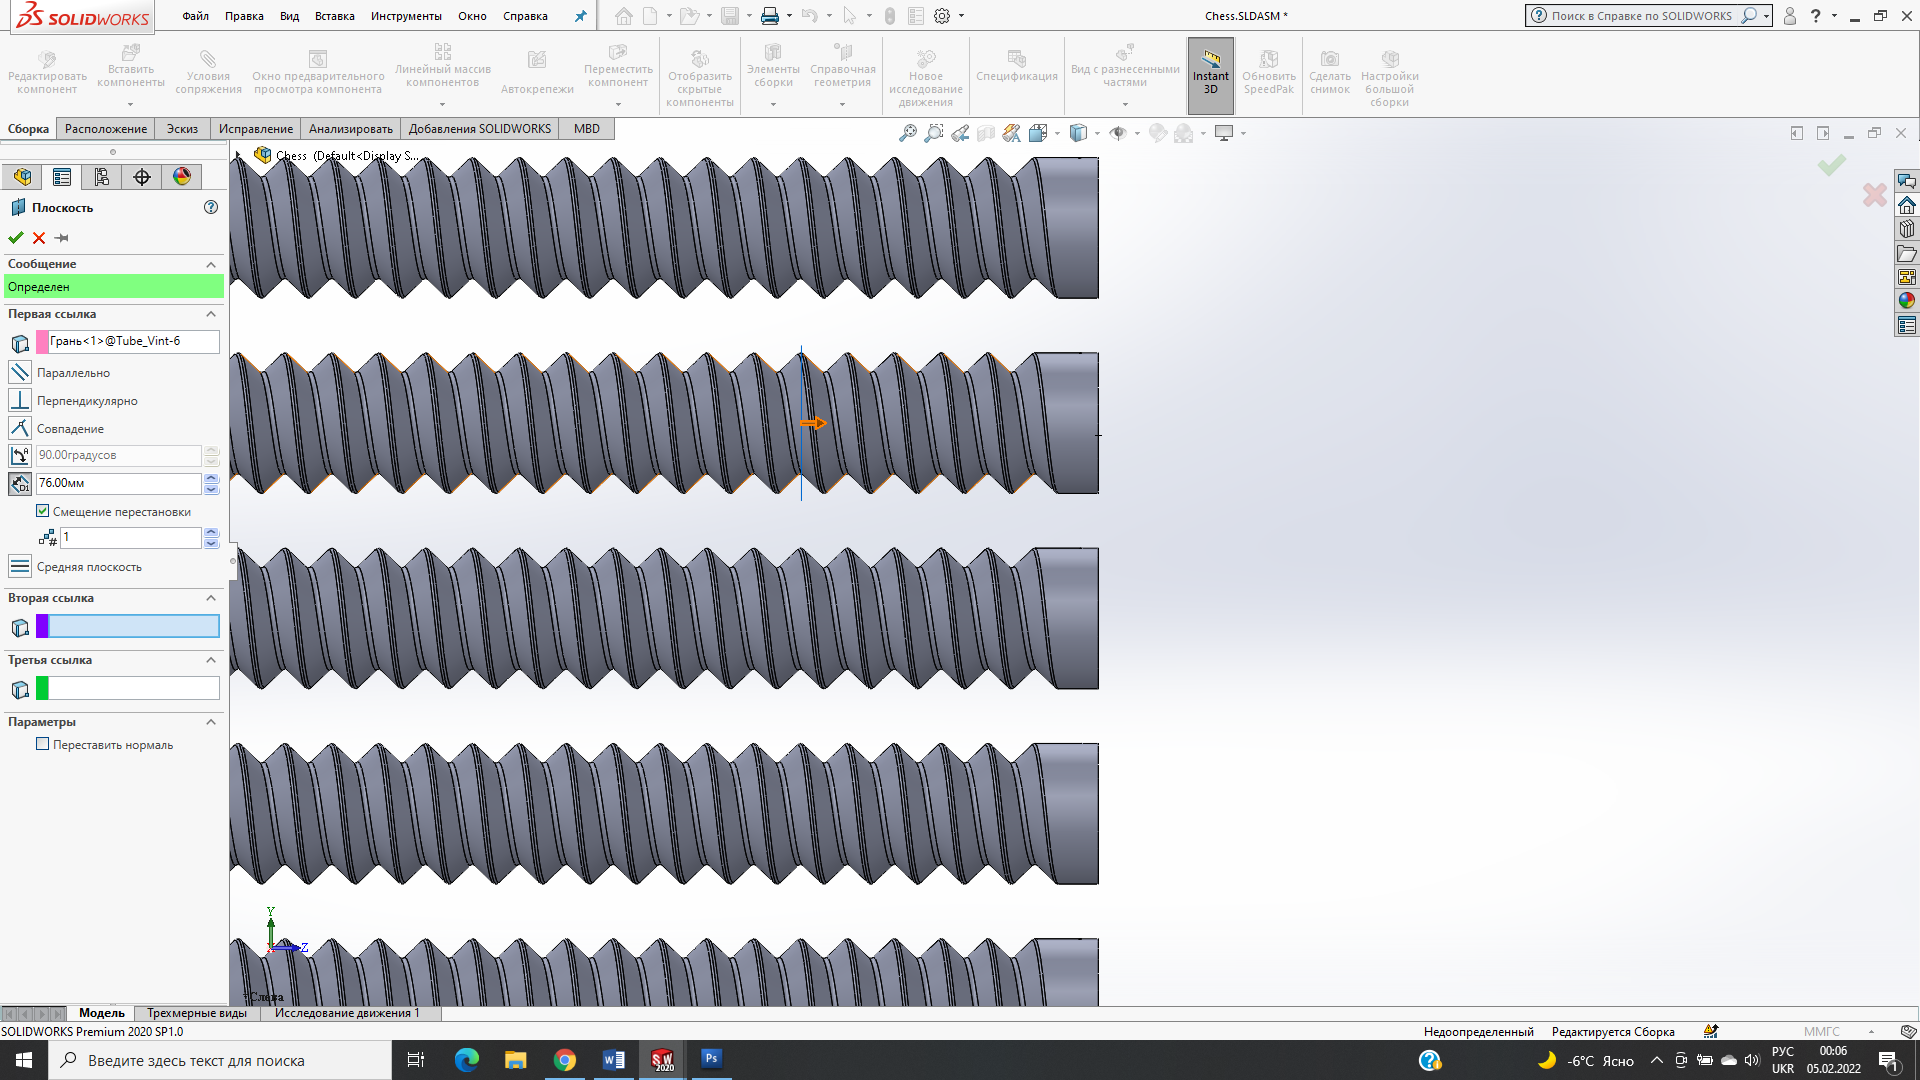 SOLIDWORKS
Файл Правка Вид Вставка Инструменты Окно Справка
Chess.SLDASM *
Поиск в Справке по SOLIDWORKS
Редактировать компонент
Вставить компоненты
Условия сопряжения
Окно предварительного просмотра компонента
Линейный массив компонентов
Автокрепежи
Переместить компонент
Отобразить скрытые компоненты
Элементы сборки
Справочная геометрия
Новое исследование движения
Спецификация
Вид с разнесенными частями
Instant 3D
Обновить SpeedPak
Сделать снимок
Настройки большой сборки
Сборка Расположение Эскиз Исправление Анализировать Добавления SOLIDWORKS MBD
Chess (Default<Display S...
Плоскость
Сообщение
Определен
Первая ссылка
Грань<1>@Tube_Vint-6
Параллельно
Перпендикулярно
Совпадение
90.00градусов
76.00мм
Смещение перестановки
1
Средняя плоскость
Вторая ссылка
Третья ссылка
Параметры
Переставить нормаль
Y
Z
*Слева
Модель Трехмерные виды Исследование движения 1
SOLIDWORKS Premium 2020 SP1.0
Недоопределенный Редактируется Сборка ММГС
Введите здесь текст для поиска
-6°C Ясно
РУС
UKR
00:06
05.02.2022